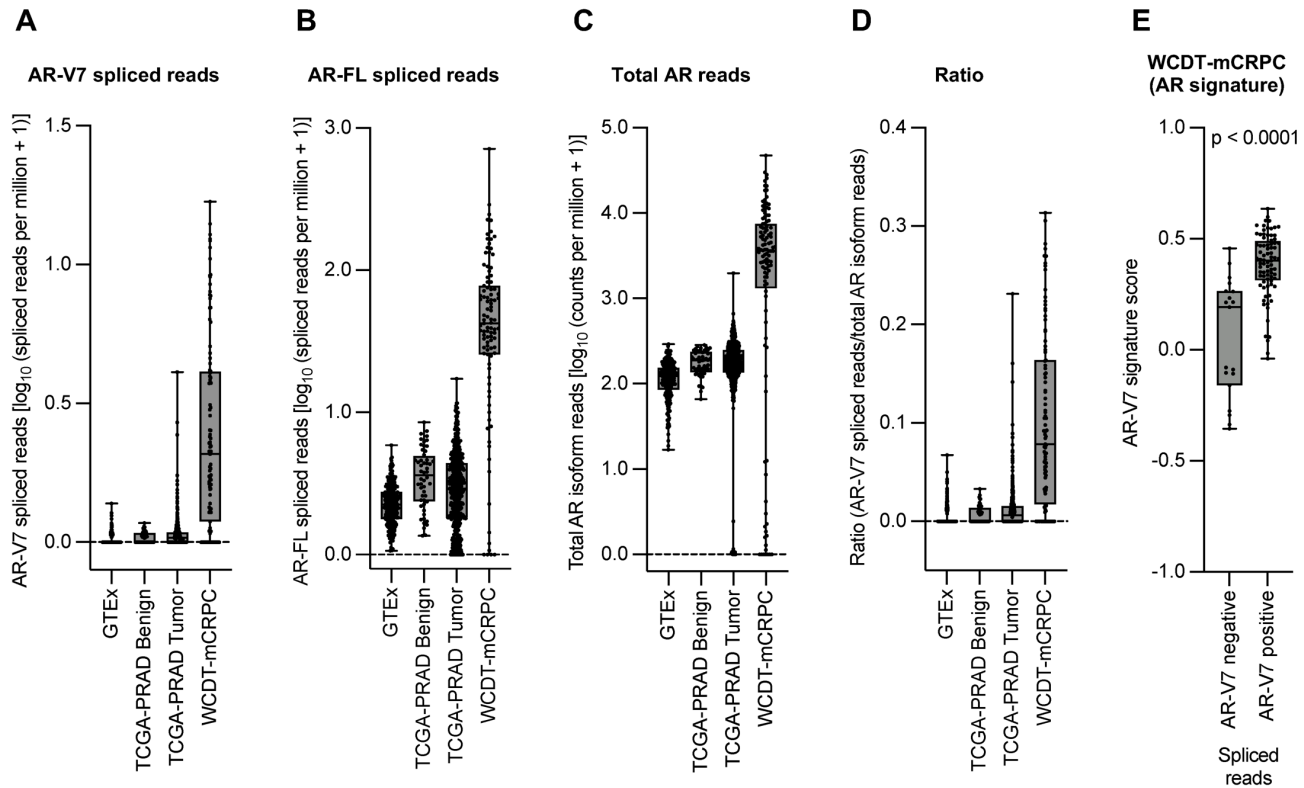 A
AR-V7 spliced reads
AR-V7 spliced reads [log10 (spliced reads per million + 1)]
1.5
1.0
0.5
0.0
GTEx
TCGA-PRAD Benign
TCGA-PRAD Tumor
WCDT-mCRPC
B
AR-FL spliced reads
AR-FL spliced reads [log10 (spliced reads per million + 1)]
3.0
2.0
1.0
0.0
GTEx
TCGA-PRAD Benign
TCGA-PRAD Tumor
WCDT-mCRPC
C
Total AR reads
Total AR isoform reads [log10 (counts per million + 1)]
5.0
4.0
3.0
2.0
1.0
0.0
GTEx
TCGA-PRAD Benign
TCGA-PRAD Tumor
WCDT-mCRPC
D
Ratio
Ratio (AR-V7 spliced reads/total AR isoform reads)
0.4
0.3
0.2
0.1
0.0
GTEx
TCGA-PRAD Benign
TCGA-PRAD Tumor
WCDT-mCRPC
E
WCDT-mCRPC
(AR signature)
AR-V7 signature score
1.0
0.5
0.0
-0.5
-1.0
p < 0.0001
AR-V7 negative
AR-V7 positive
Spliced
reads